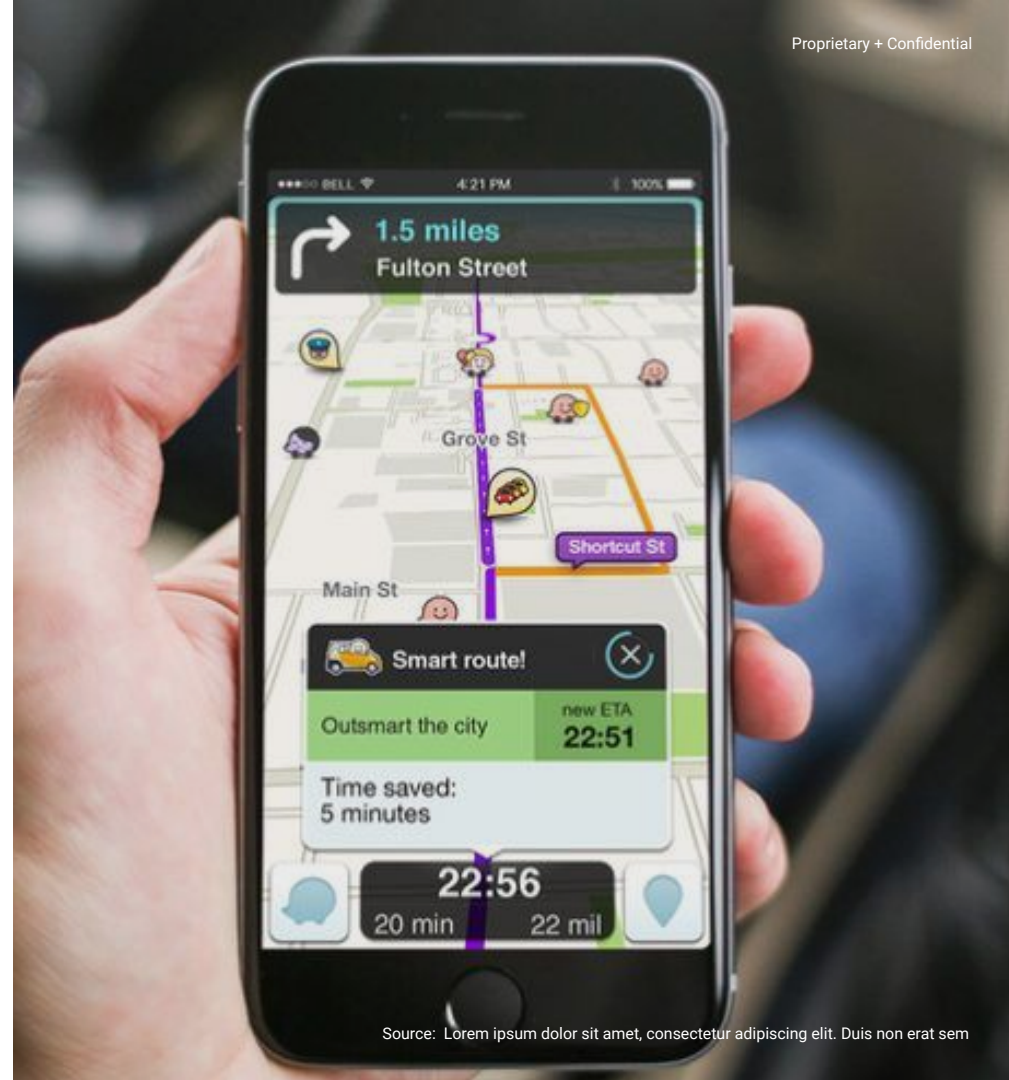 Proprietary + Confidential
BELL 4:21 PM 100%
1.5 miles
Fulton Street
Grove St
Shortcut St
Main St
Smart route!
Outsmart the city
new ETA
22:51
Time saved:
5 minutes
22:56
20 min 22 mil
Source: Lorem ipsum dolor sit amet, consectetur adipiscing elit. Duis non erat sem